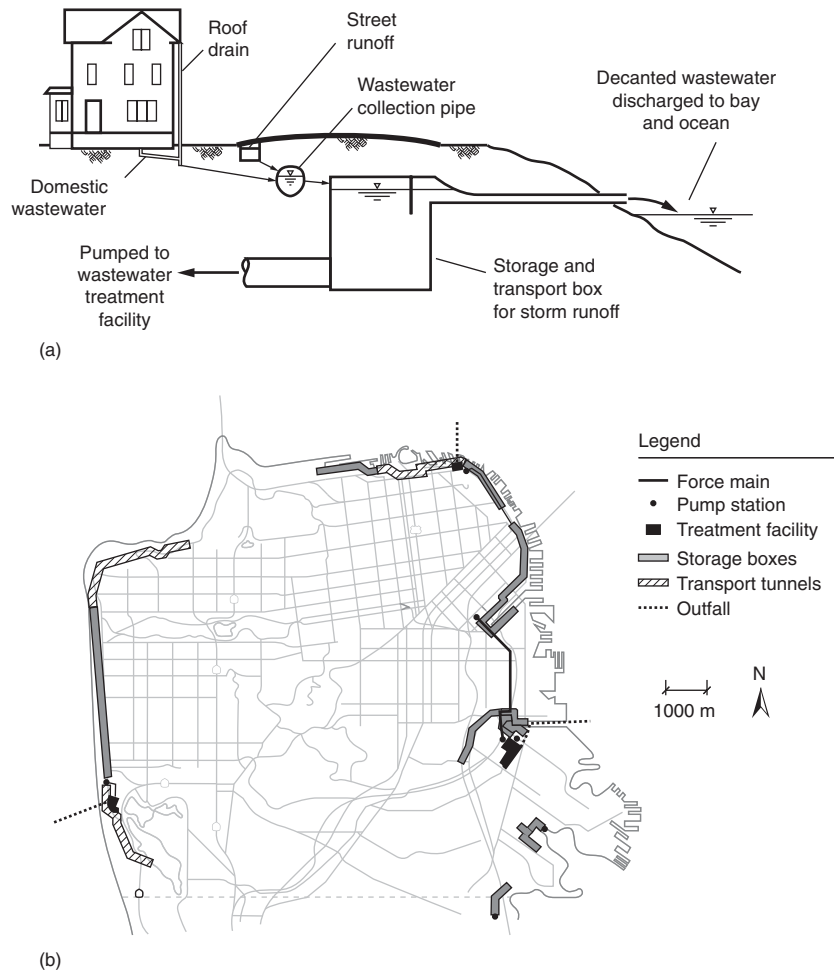 Roof
drain
Street
runoff
Wastewater
collection pipe
Decanted wastewater
discharged to bay
and ocean
Domestic
wastewater
Pumped to
wastewater
treatment
facility
Storage and
transport box
for storm runoff
(a)
Legend
Force main
Pump station
Treatment facility
Storage boxes
Transport tunnels
Outfall
N
1000 m
(b)